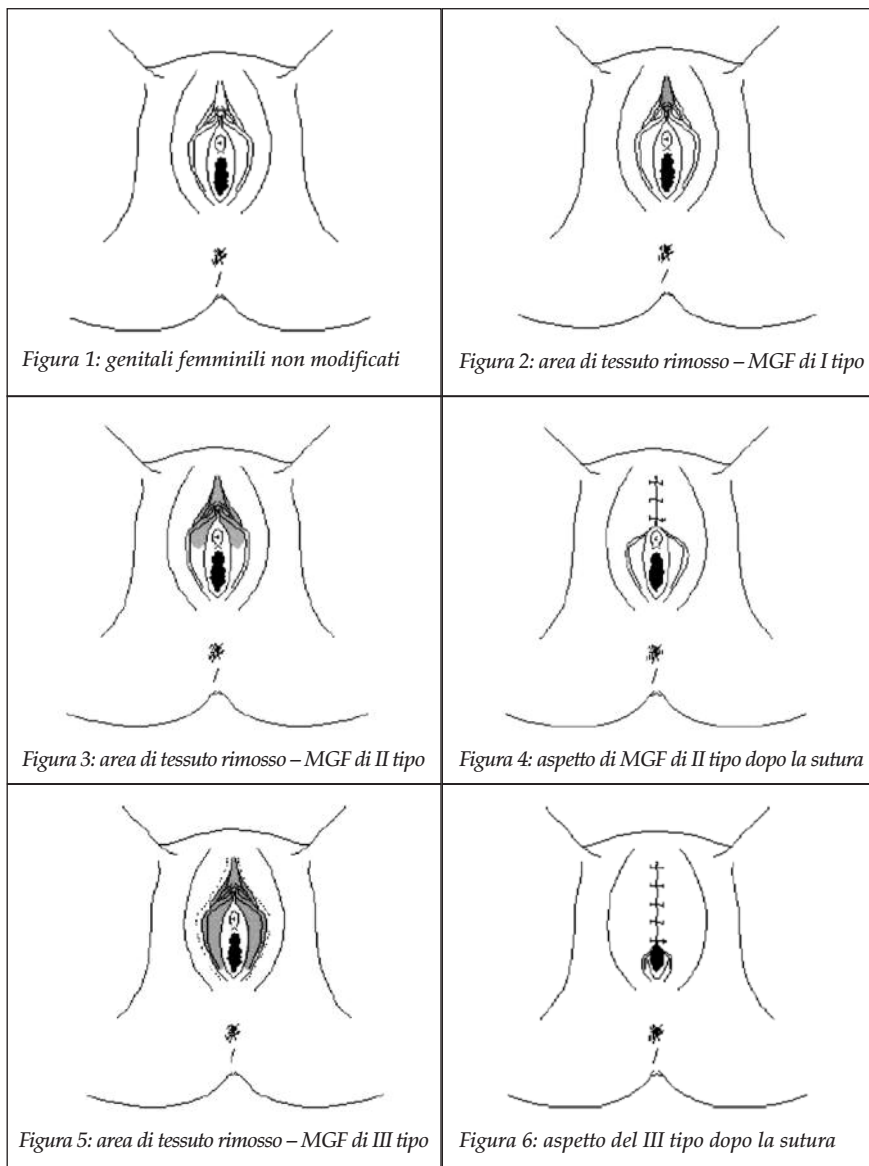 Figura 1: genitali femminili non modificati
Figura 2: area di tessuto rimosso – MGF di I tipo
Figura 3: area di tessuto rimosso – MGF di II tipo
Figura 4: aspetto di MGF di II tipo dopo la sutura
Figura 5: area di tessuto rimosso – MGF di III tipo
Figura 6: aspetto del III tipo dopo la sutura